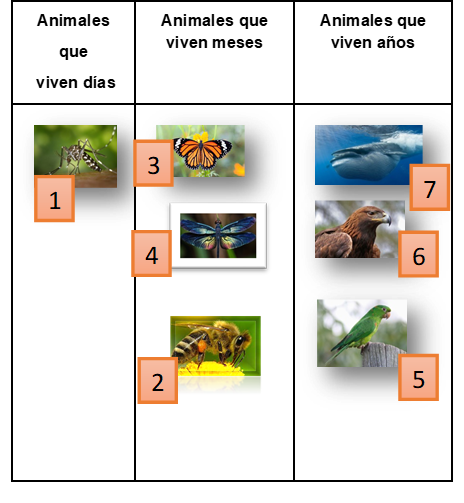 Animales
que
viven días
Animales que
viven meses
Animales que
viven años
1
3
4
2
7
6
5